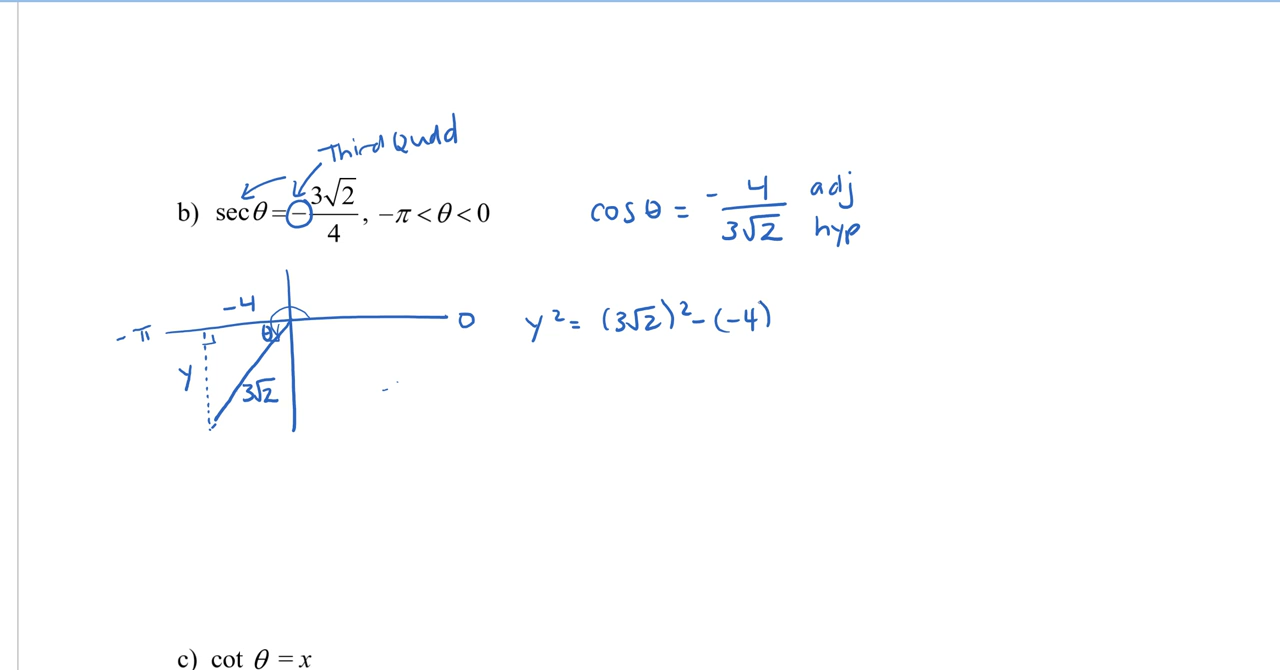 Third Quad
b) sec θ = −3√2/4, −π < θ < 0
cos θ = -4/3√2 adj/hyp
-4
-π θ 0
y 3√2
y² = (3√2)² - (-4)
c) cot θ = x